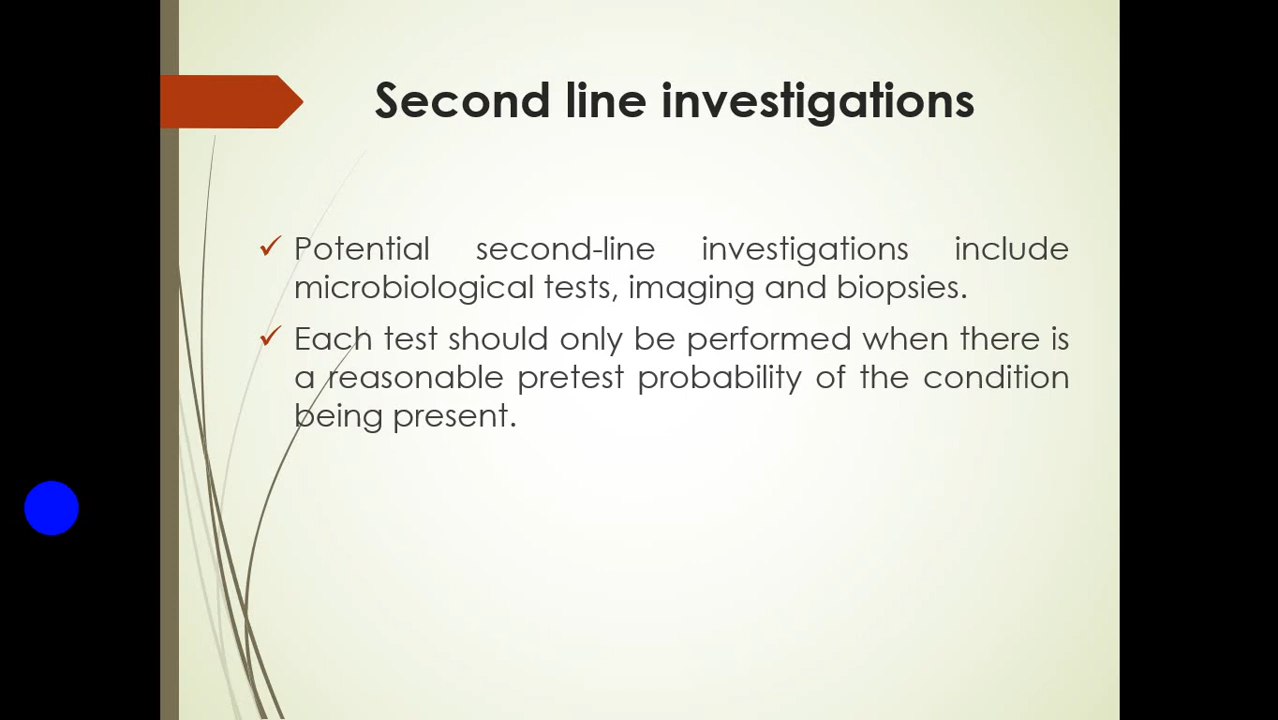 Second line investigations
Potential second-line investigations include
microbiological tests, imaging and biopsies.
Each test should only be performed when there is
a reasonable pretest probability of the condition
being present.